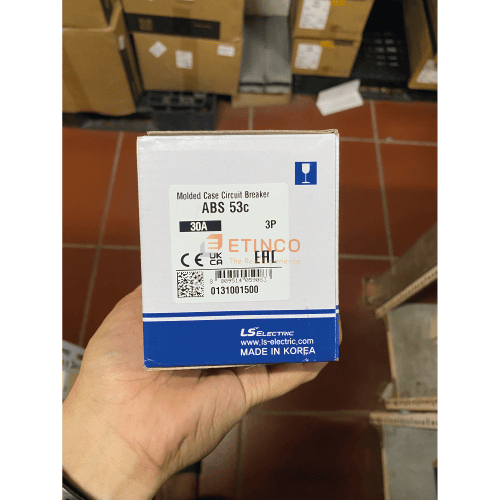 Molded Case Circuit Breaker
ABS 53c
30A 3P
ETINCO
CE UK CA EAC
0131001500
LS ELECTRIC
www.ls-electric.com
MADE IN KOREA